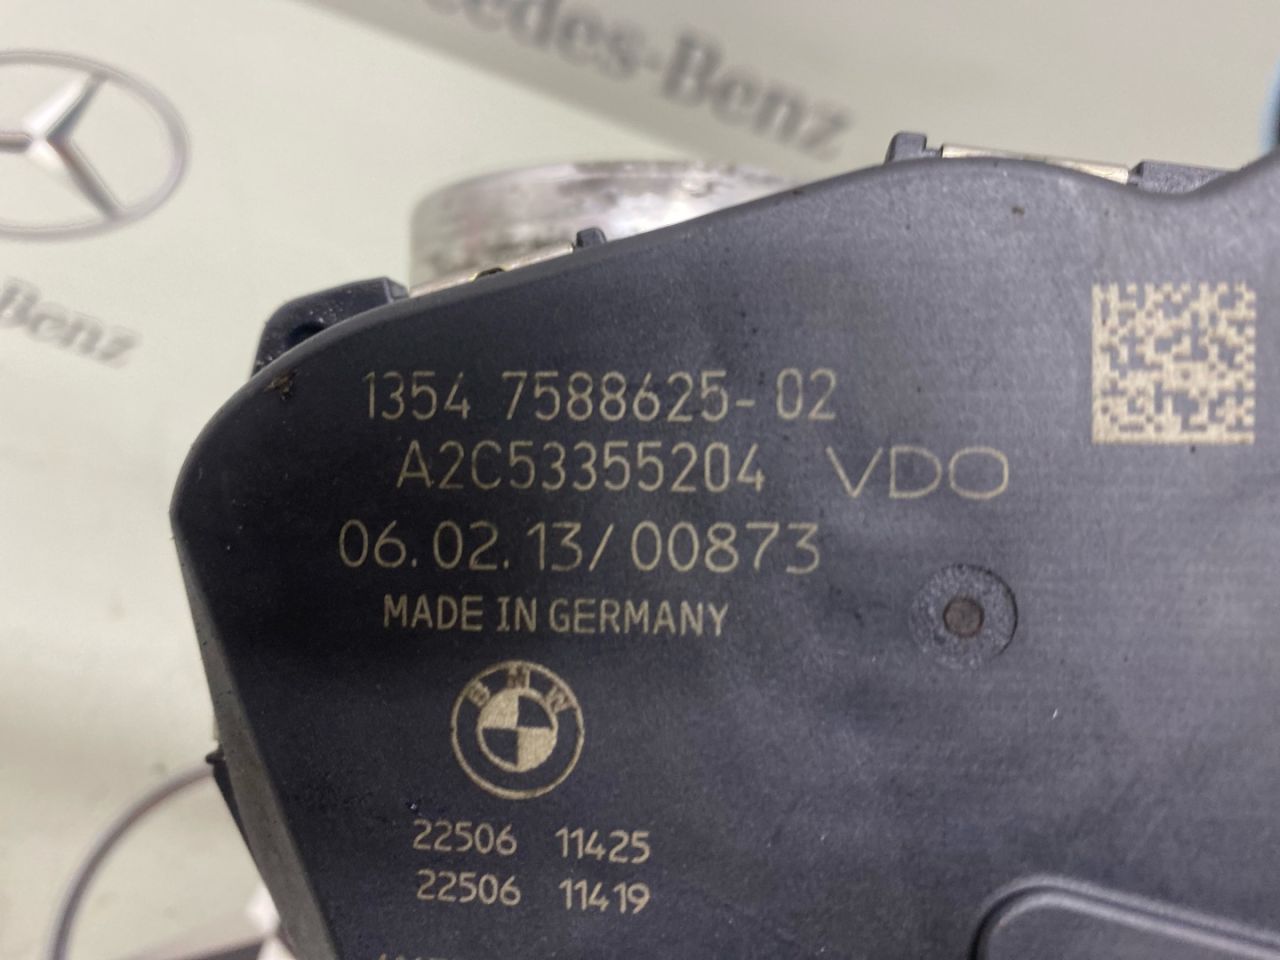 Mercedes-Benz
Benz
1354 7588625-02
A2C53355204 VDO
06.02.13/00873
MADE IN GERMANY
BMW
22506 11425
22506 11419